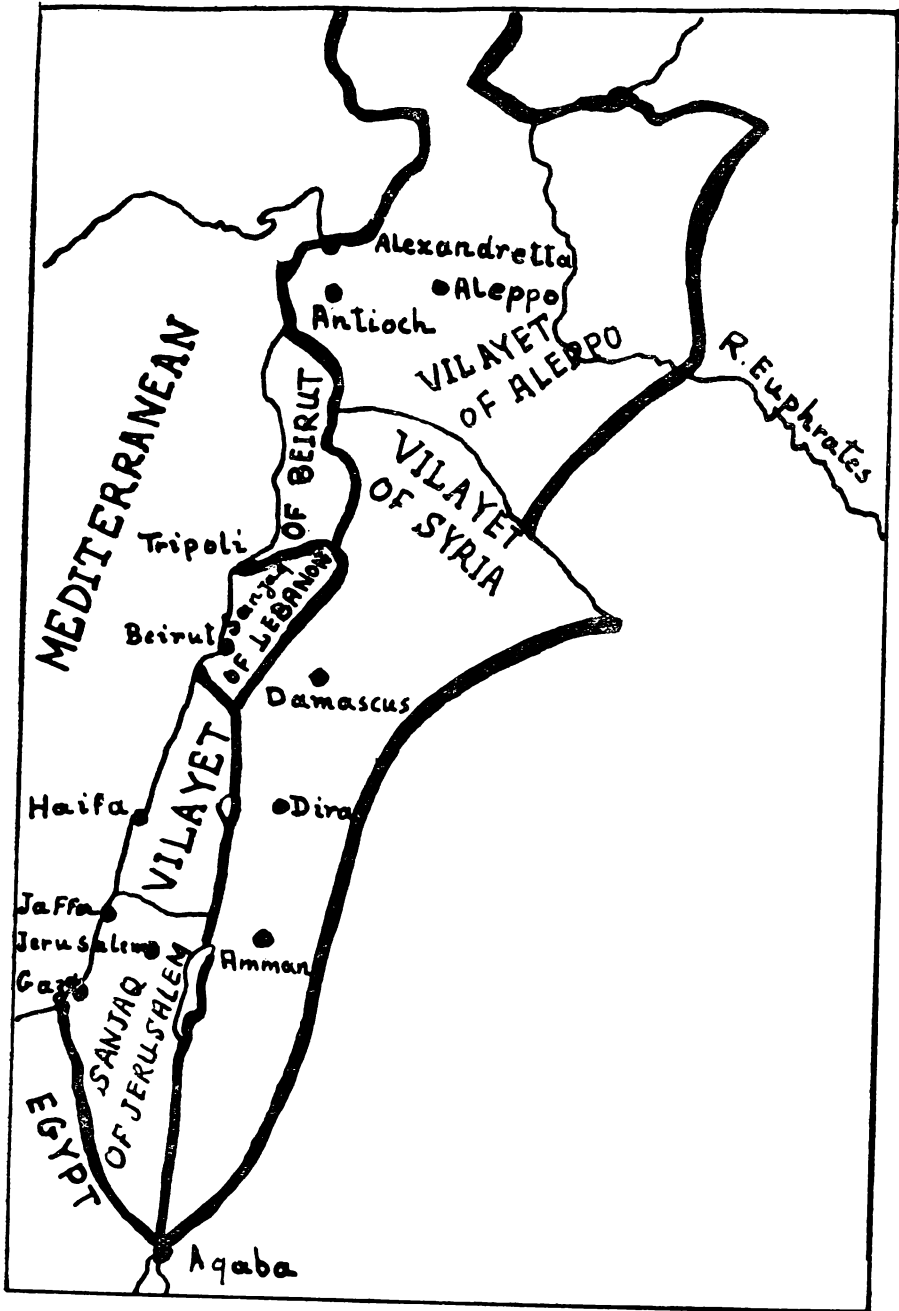 Alexandretta
Aleppo
Antioch
VILAYET
OF ALEPPO
R. Euphrates
MEDITERRANEAN
OF BEIRUT
VILAYET
OF SYRIA
Tripoli
Sanjaq
OF LEBANON
Beirut
Damascus
VILAYET
Haifa
Dira
Jaffa
Jerusalem
Amman
SANJAQ
OF JERUSALEM
EGYPT
Aqaba